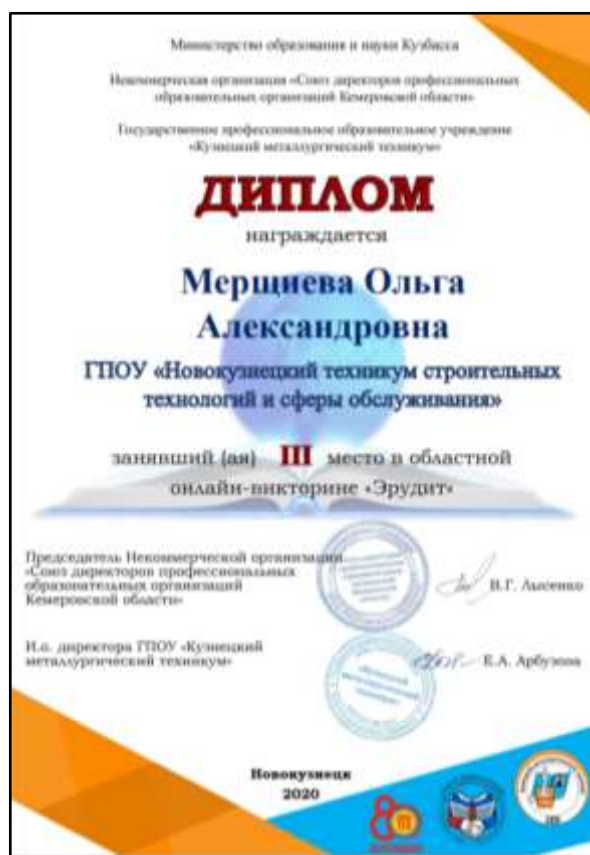 Министерство образования и науки Кузбасса
Некоммерческая организация «Союз директоров профессиональных
образовательных организаций Кемеровской области»
Государственное профессиональное образовательное учреждение
«Кузнецкий металлургический техникум»
ДИПЛОМ
награждается
Мерщиева Ольга
Александровна
ГПОУ «Новокузнецкий техникум строительных
технологий и сферы обслуживания»
занявший (ая) III место в областной
онлайн-викторине «Эрудит»
Председатель Некоммерческой организации
«Союз директоров профессиональных
образовательных организаций
Кемеровской области»
В.Г. Лысенко
И.о. директора ГПОУ «Кузнецкий
металлургический техникум»
Е.А. Арбузова
Новокузнецк
2020
80